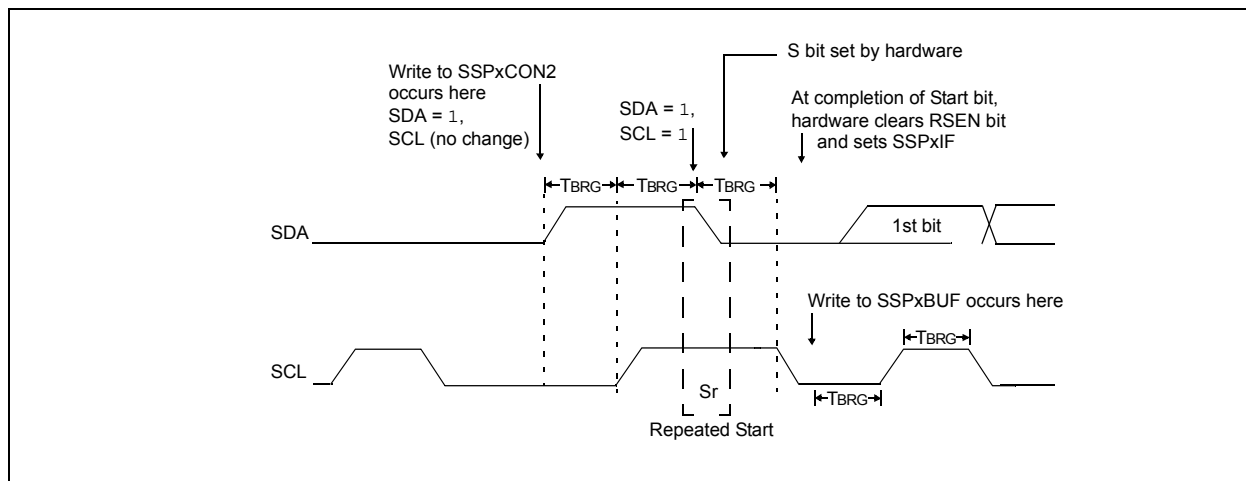 S bit set by hardware
Write to SSPxCON2
occurs here
SDA = 1,
SCL (no change)
SDA = 1,
SCL = 1
At completion of Start bit,
hardware clears RSEN bit
and sets SSPxIF
TBRG
TBRG
TBRG
SDA
1st bit
Write to SSPxBUF occurs here
TBRG
SCL
Sr
TBRG
Repeated Start